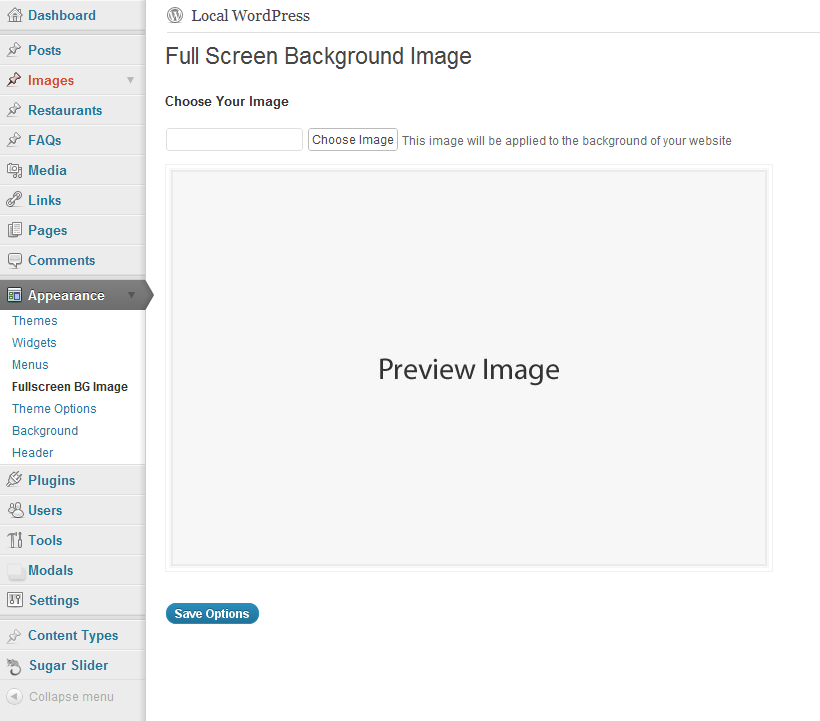 Dashboard
Posts
Images
Restaurants
FAQs
Media
Links
Pages
Comments
Appearance
Themes
Widgets
Menus
Fullscreen BG Image
Theme Options
Background
Header
Plugins
Users
Tools
Modals
Settings
Content Types
Sugar Slider
Collapse menu
Local WordPress
Full Screen Background Image
Choose Your Image
Choose Image This image will be applied to the background of your website
Preview Image
Save Options